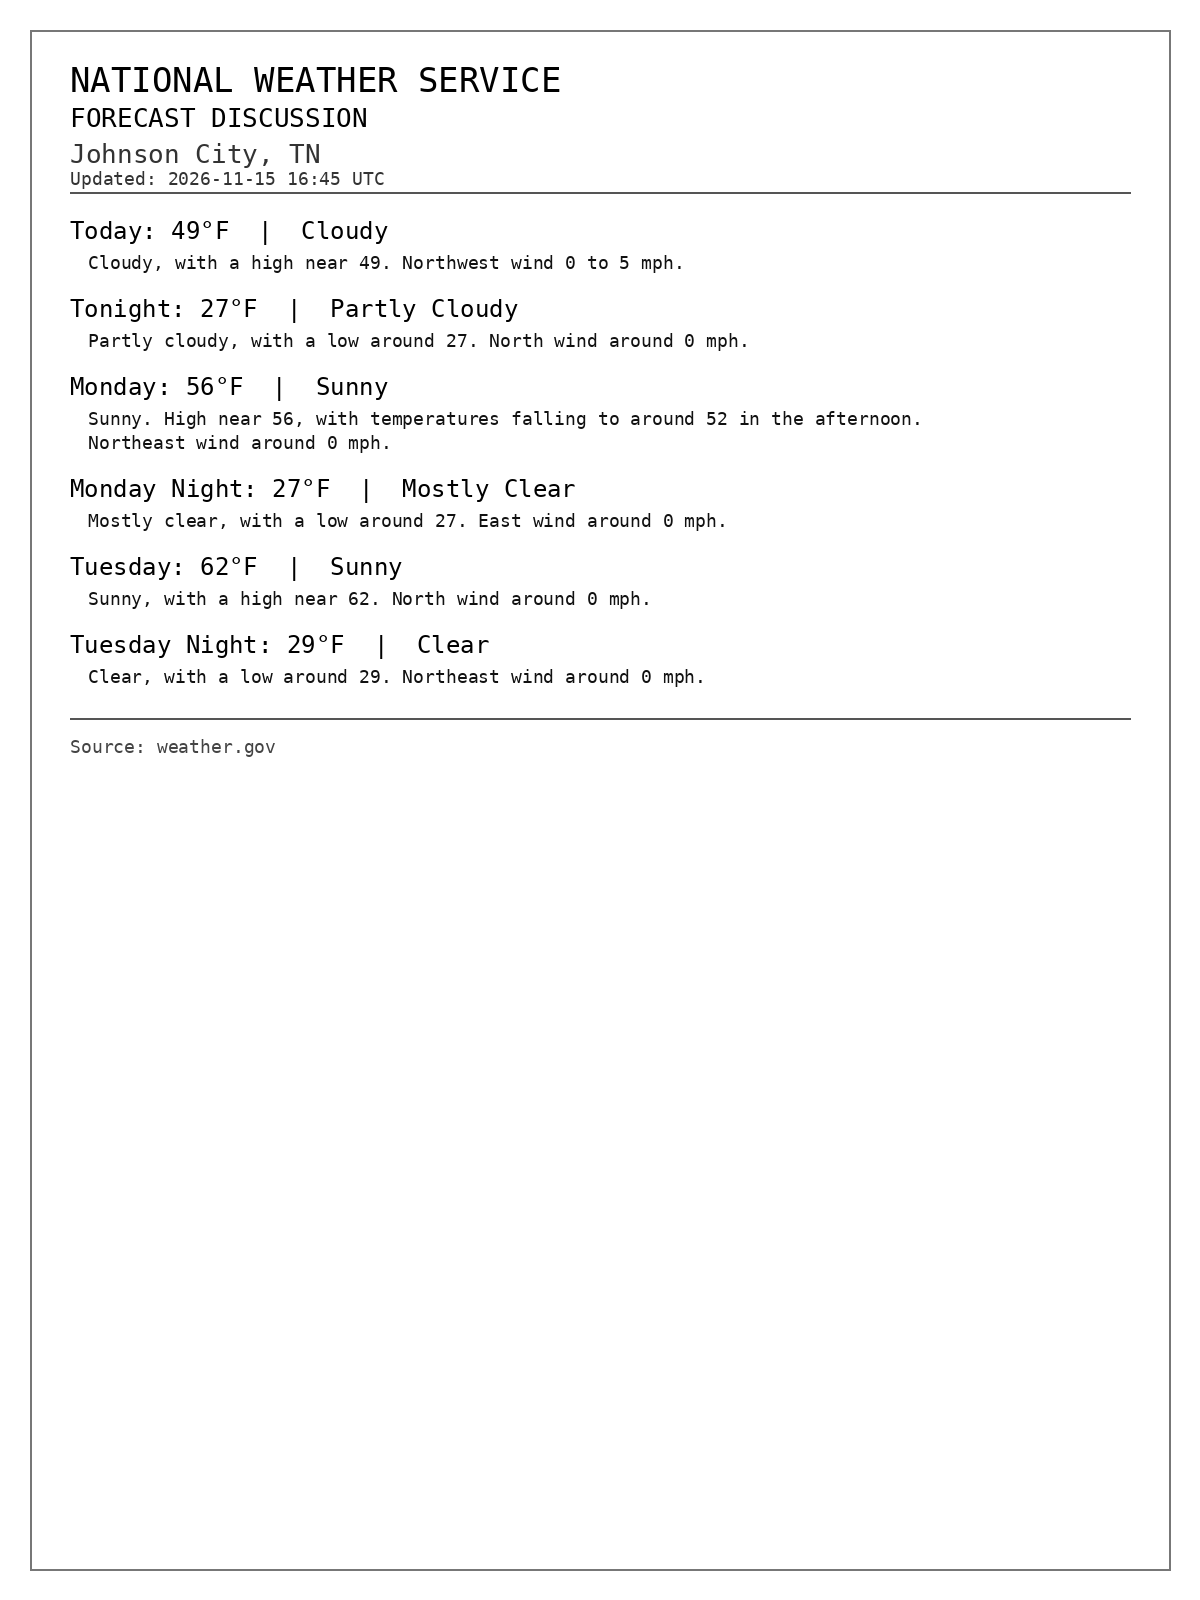 NATIONAL WEATHER SERVICE
FORECAST DISCUSSION
Johnson City, TN
Updated: 2026-11-15 16:45 UTC
Today: 49°F  |  Cloudy
Cloudy, with a high near 49. Northwest wind 0 to 5 mph.
Tonight: 27°F  |  Partly Cloudy
Partly cloudy, with a low around 27. North wind around 0 mph.
Monday: 56°F  |  Sunny
Sunny. High near 56, with temperatures falling to around 52 in the afternoon.
Northeast wind around 0 mph.
Monday Night: 27°F  |  Mostly Clear
Mostly clear, with a low around 27. East wind around 0 mph.
Tuesday: 62°F  |  Sunny
Sunny, with a high near 62. North wind around 0 mph.
Tuesday Night: 29°F  |  Clear
Clear, with a low around 29. Northeast wind around 0 mph.
Source: weather.gov